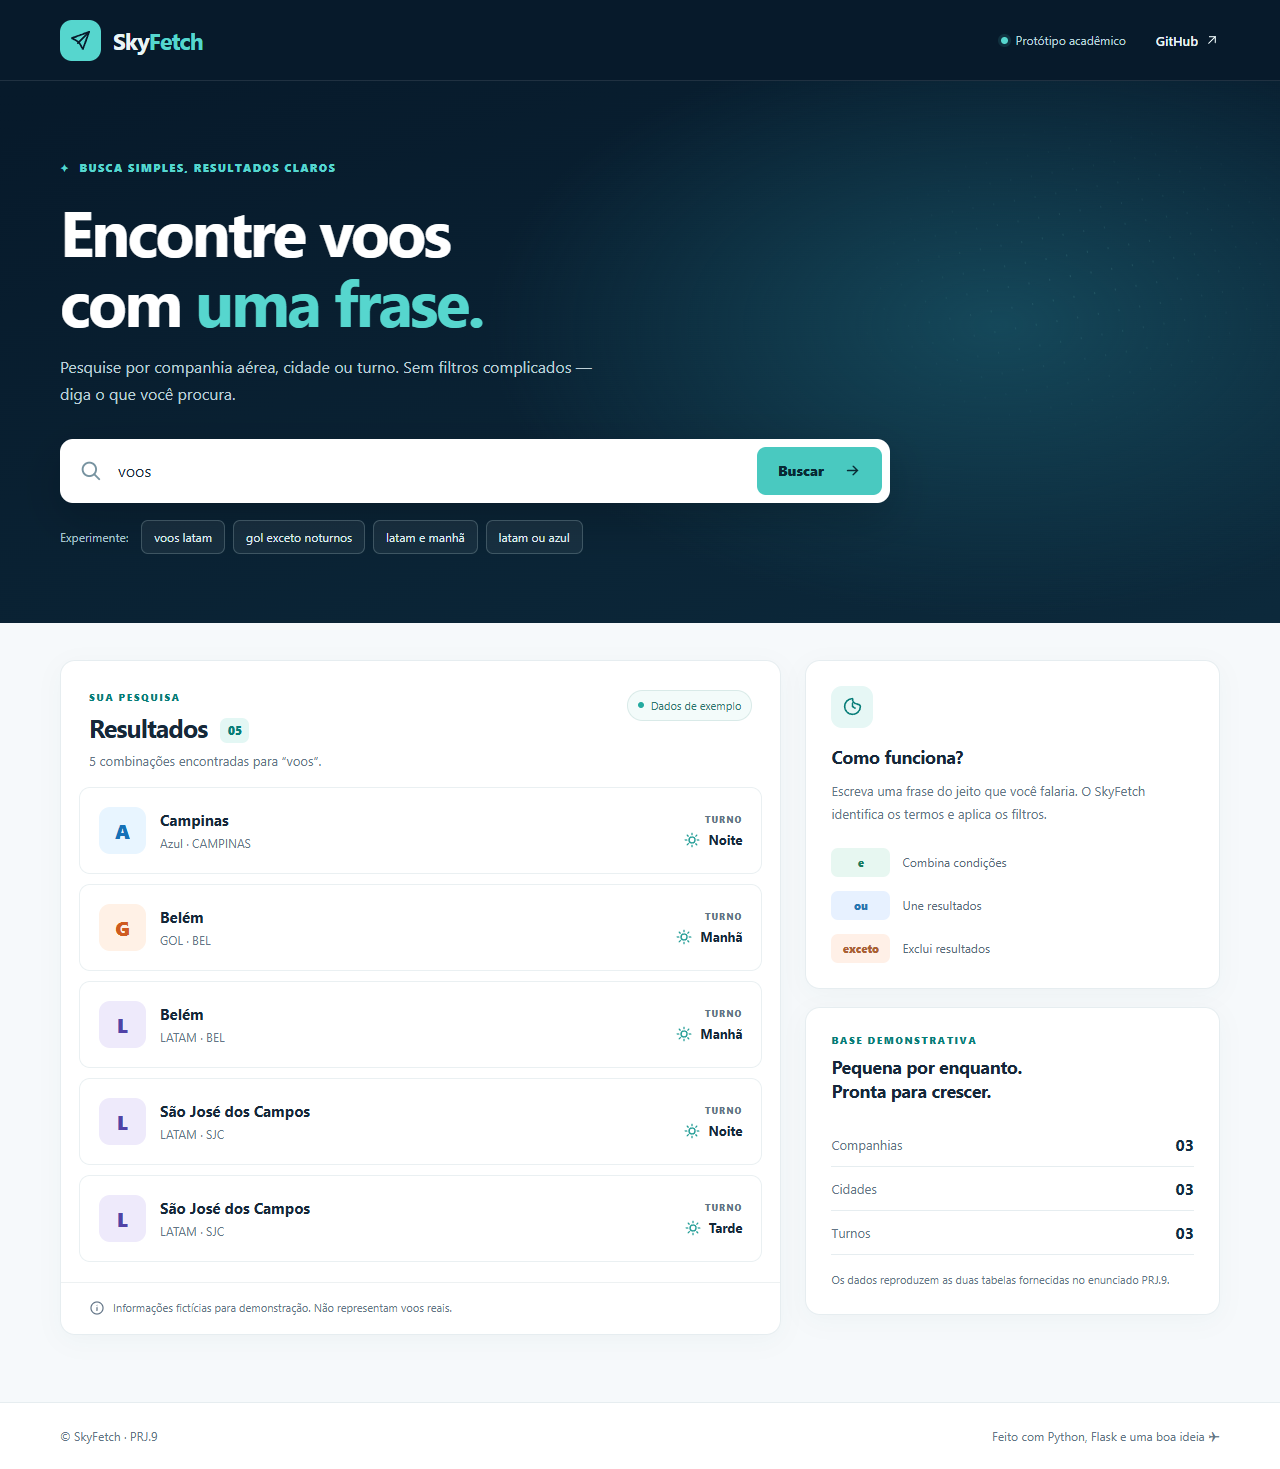 SkyFetch
Protótipo acadêmico
GitHub ↗
✦ BUSCA SIMPLES, RESULTADOS CLAROS
Encontre voos
com uma frase.
Pesquise por companhia aérea, cidade ou turno. Sem filtros complicados —
diga o que você procura.
voos
Buscar →
Experimente:
voos latam
gol exceto noturnos
latam e manhã
latam ou azul
SUA PESQUISA
Resultados 05
5 combinações encontradas para “voos”.
Dados de exemplo
A
Campinas
Azul · CAMPINAS
TURNO
Noite
G
Belém
GOL · BEL
TURNO
Manhã
L
Belém
LATAM · BEL
TURNO
Manhã
L
São José dos Campos
LATAM · SJC
TURNO
Noite
L
São José dos Campos
LATAM · SJC
TURNO
Tarde
Informações fictícias para demonstração. Não representam voos reais.
Como funciona?
Escreva uma frase do jeito que você falaria. O SkyFetch
identifica os termos e aplica os filtros.
e Combina condições
ou Une resultados
exceto Exclui resultados
BASE DEMONSTRATIVA
Pequena por enquanto.
Pronta para crescer.
Companhias 03
Cidades 03
Turnos 03
Os dados reproduzem as duas tabelas fornecidas no enunciado PRJ.9.
© SkyFetch · PRJ.9
Feito com Python, Flask e uma boa ideia ✈